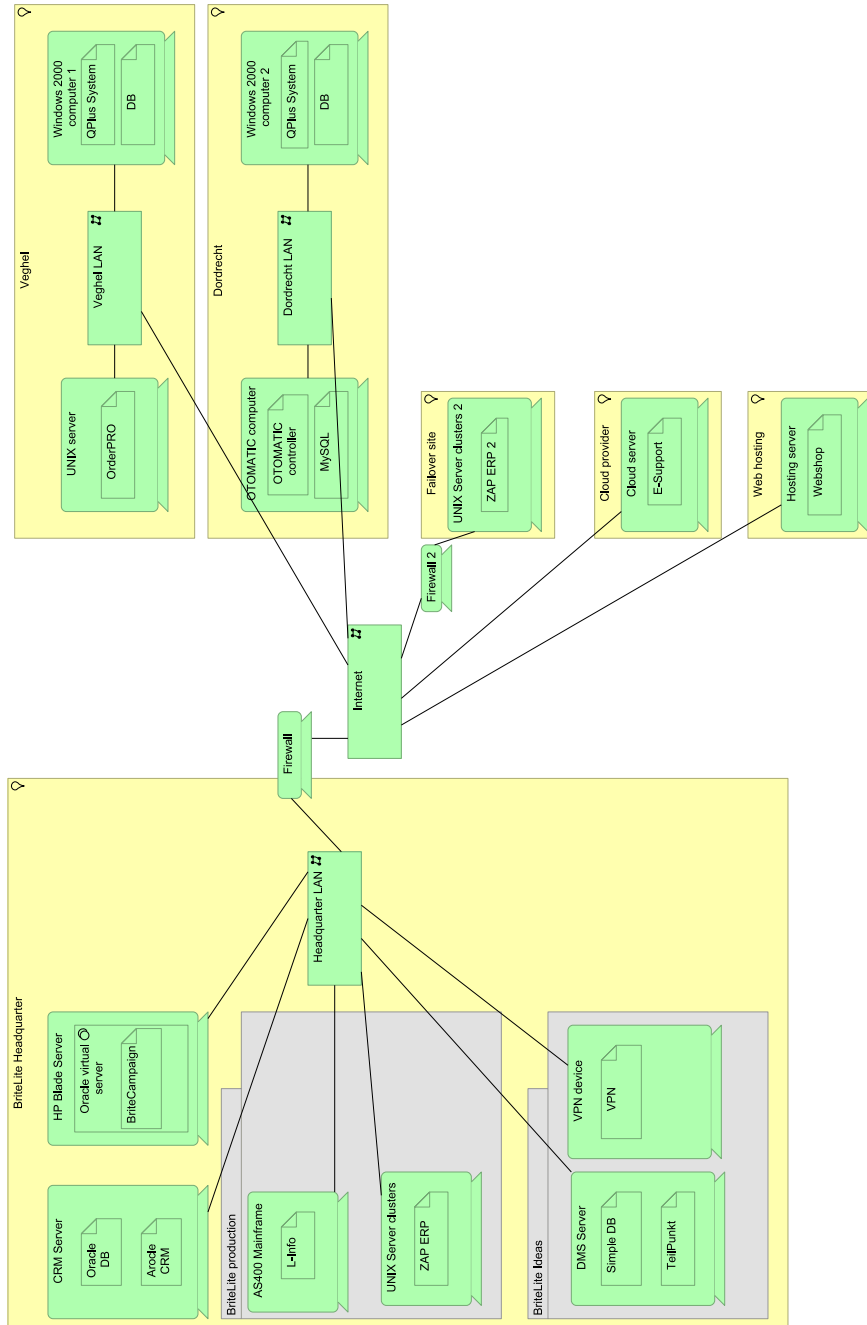 BriteLite Headquarter
CRM Server
Oracle
DB
Arode
CRM
HP Blade Server
Oracle virtual
server
BriteCampaign
BriteLite production
AS400 Mainframe
L-Info
UNIX Server clusters
ZAP ERP
BriteLite Ideas
DMS Server
Simple DB
TeilPunkt
VPN device
VPN
Headquarter LAN
Firewall
Internet
Veghel
UNIX server
OrderPRO
Veghel LAN
Windows 2000
computer 1
QPlus System
DB
Dordrecht
OTOMATIC computer
OTOMATIC
controller
MySQL
Dordrecht LAN
Windows 2000
computer 2
QPlus System
DB
Firewall 2
Failover site
UNIX Server clusters 2
ZAP ERP 2
Cloud provider
Cloud server
E-Support
Web hosting
Hosting server
Webshop